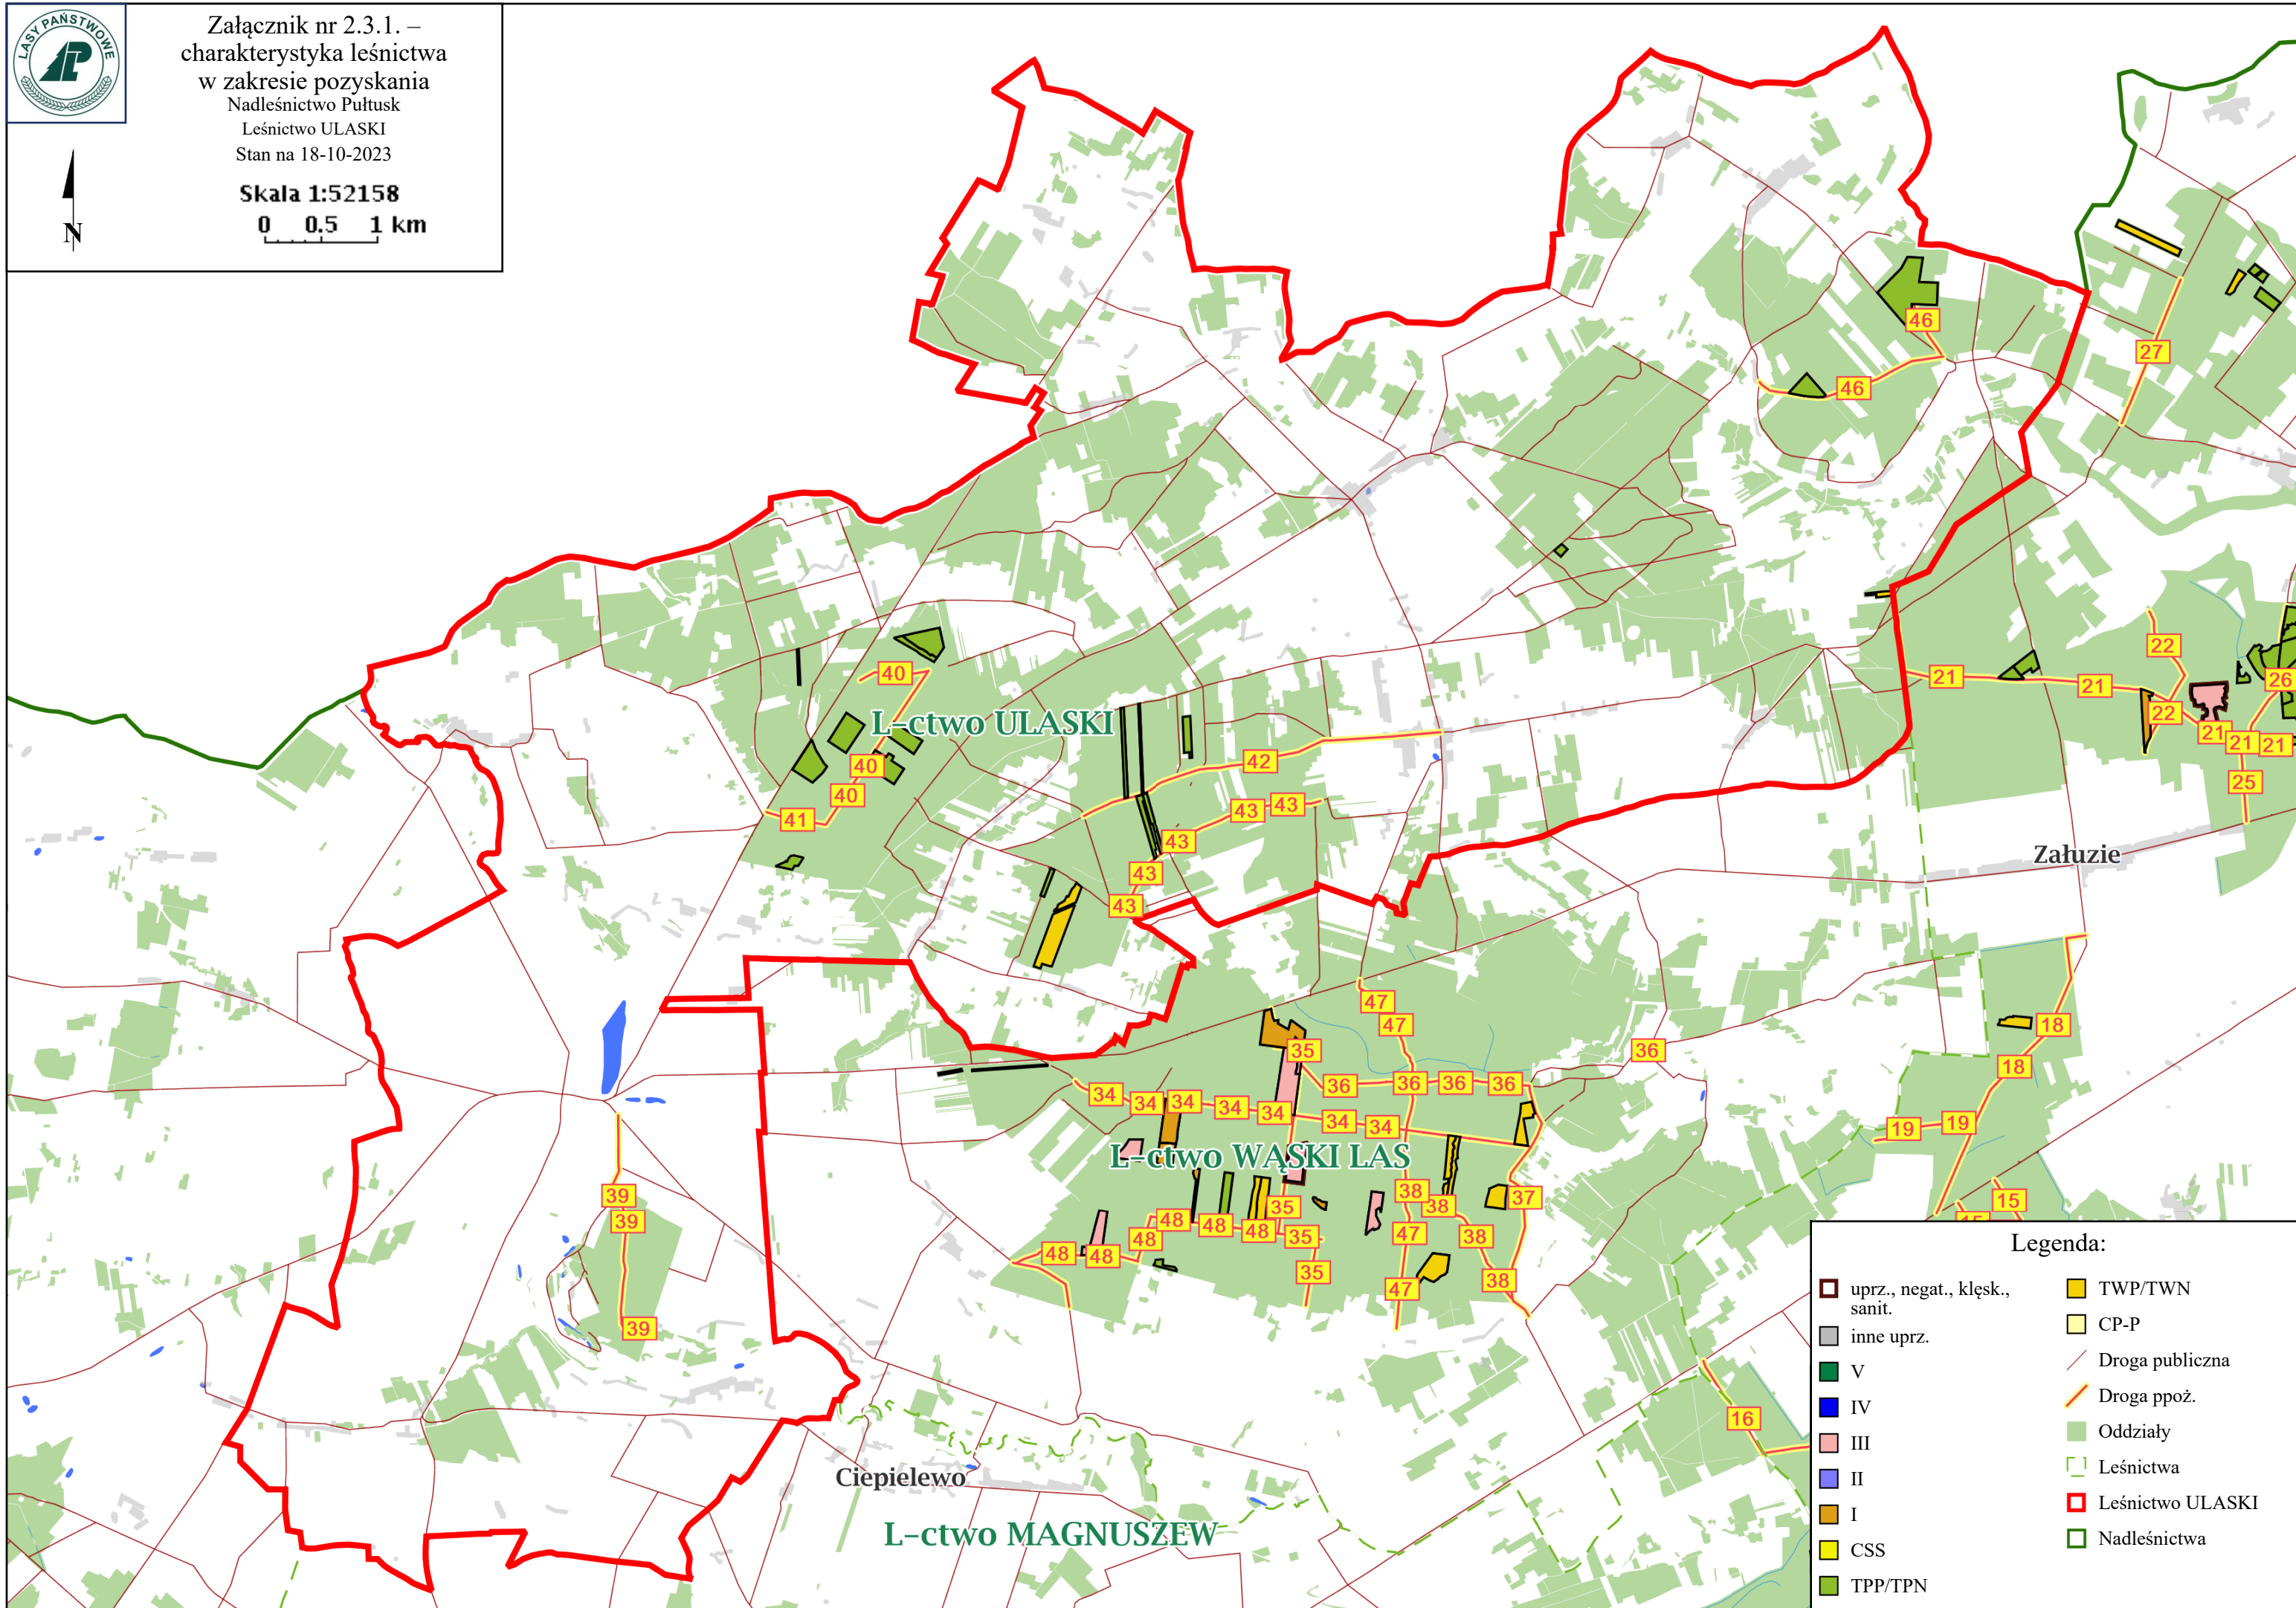 LASY PAŃSTWOWE
Załącznik nr 2.3.1. –
charakterystyka leśnictwa
w zakresie pozyskania
Nadleśnictwo Pułtusk
Leśnictwo ULASKI
Stan na 18-10-2023
Skala 1:52158
0 0.5 1 km
N
46
46
27
22
21
21
22
26
21
21
21
25
40
L-ctwo ULASKI
40
40
41
42
43
43
43
43
43
Załuzie
47
47
18
18
36
35
36
36
36
36
34
34
34
34
34
34
34
19
19
L-ctwo WĄSKI LAS
39
39
39
38
38
37
35
48
48
48
48
48
48
35
35
47
38
38
47
15
15
16
Ciepielewo
L-ctwo MAGNUSZEW
Legenda:
uprz., negat., klęsk.,
sanit.
inne uprz.
V
IV
III
II
I
CSS
TPP/TPN
TWP/TWN
CP-P
Droga publiczna
Droga ppoż.
Oddziały
Leśnictwa
Leśnictwo ULASKI
Nadleśnictwa